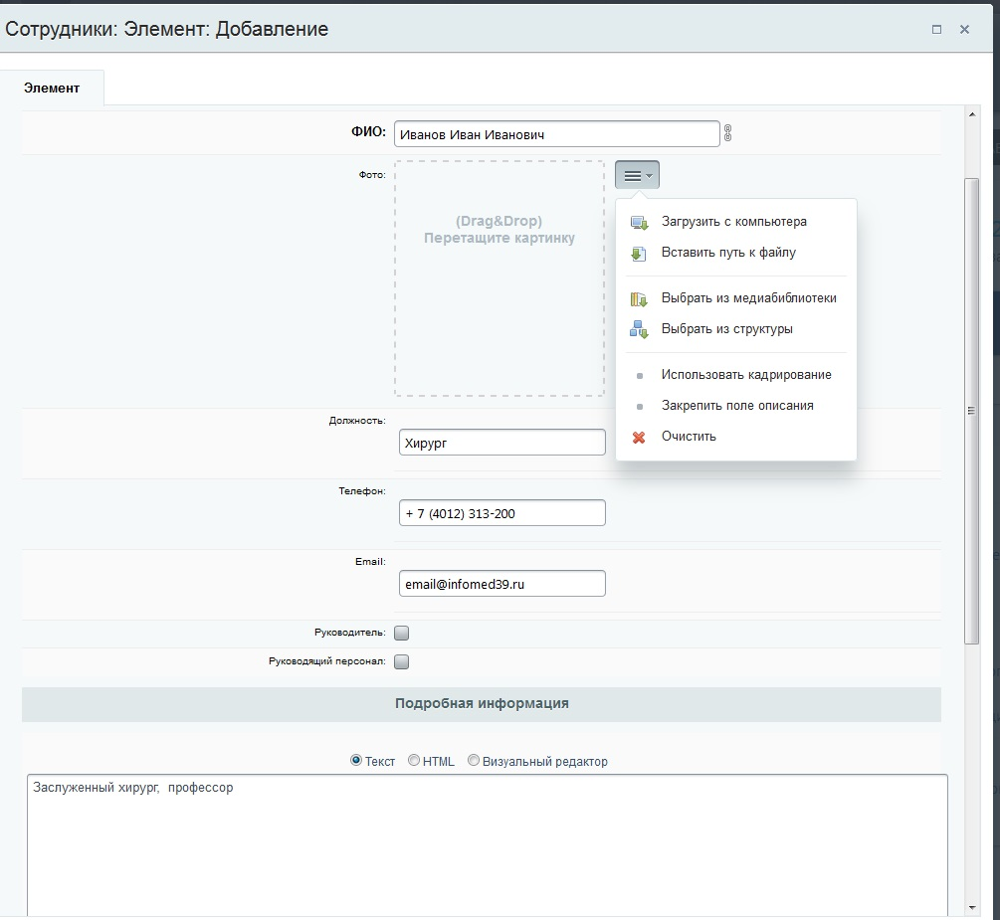 Сотрудники: Элемент: Добавление
Элемент
ФИО: Иванов Иван Иванович
Фото:
(Drag&Drop)
Перетащите картинку
Загрузить с компьютера
Вставить путь к файлу
Выбрать из медиабиблиотеки
Выбрать из структуры
Использовать кадрирование
Закрепить поле описания
Очистить
Должность:
Хирург
Телефон:
+ 7 (4012) 313-200
Email:
email@infomed39.ru
Руководитель:
Руководящий персонал:
Подробная информация
Текст HTML Визуальный редактор
Заслуженный хирург, профессор